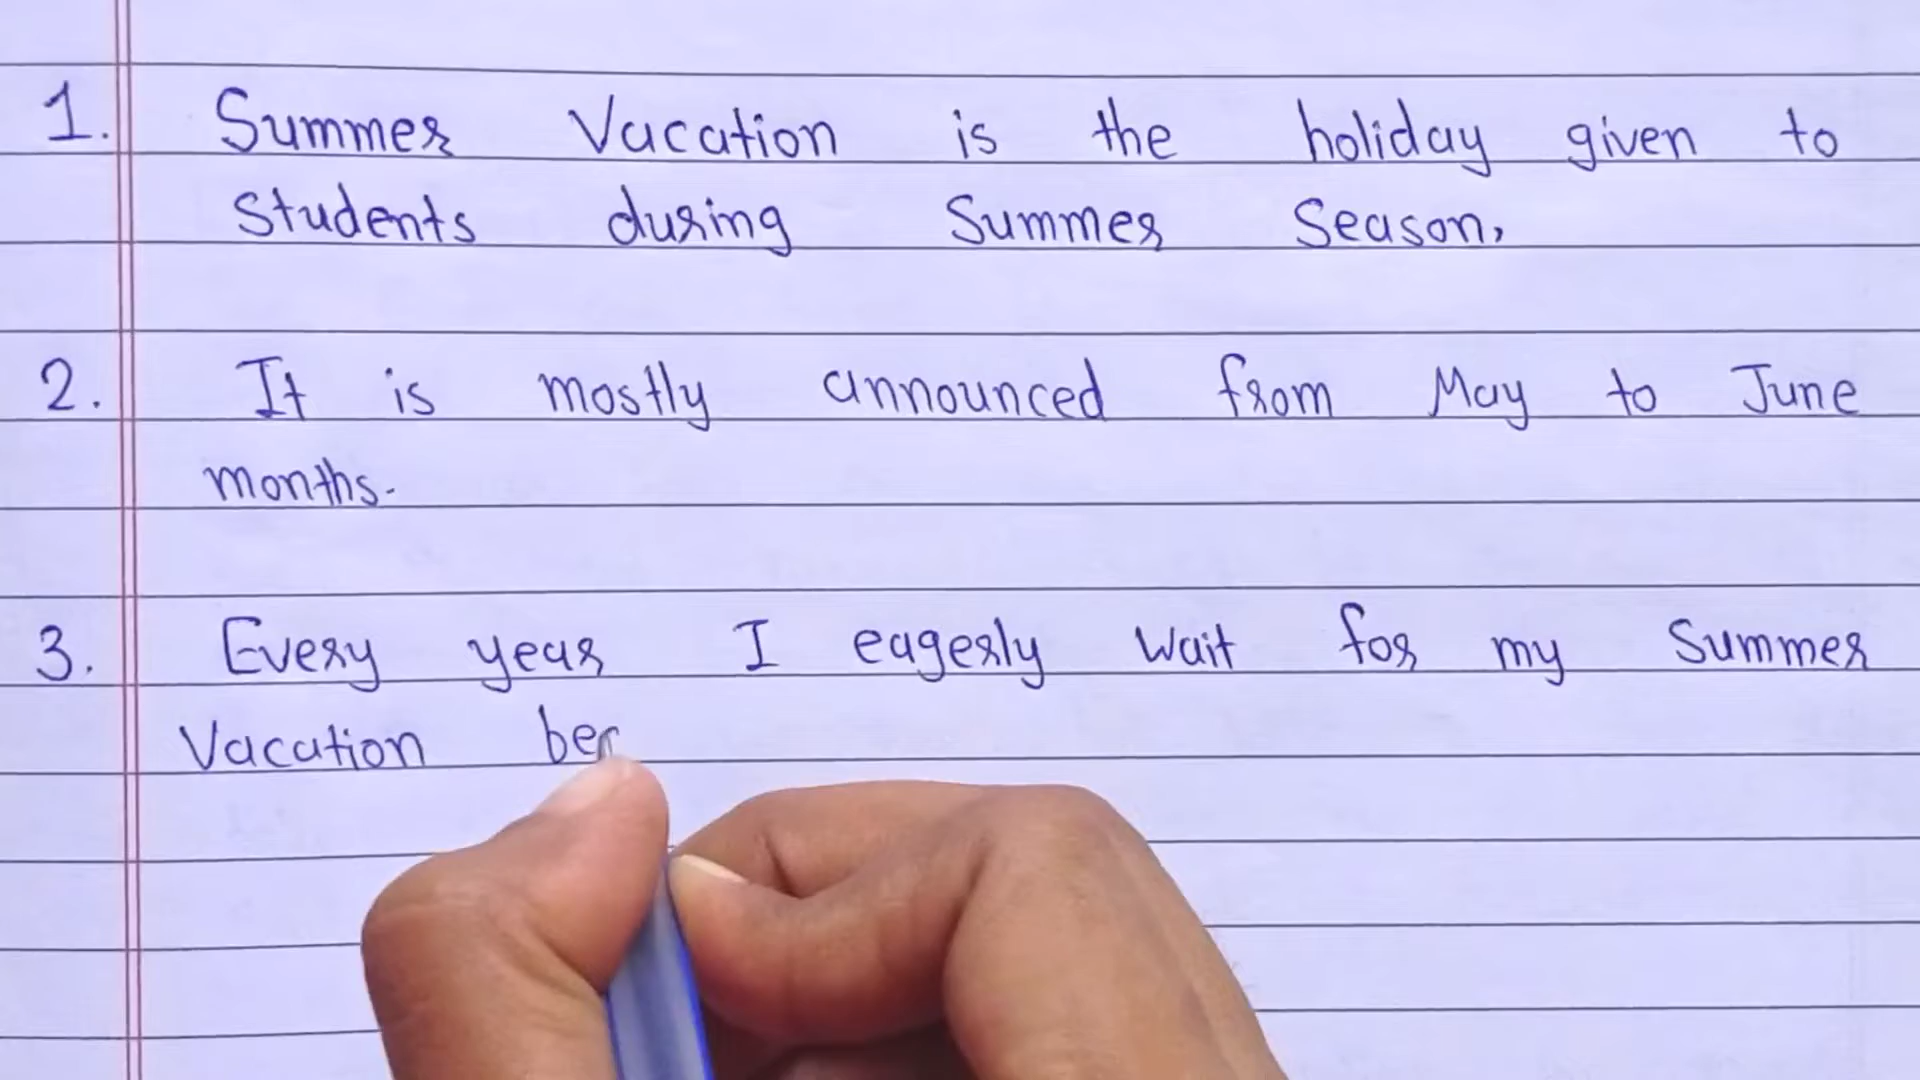 1. Summer Vacation is the holiday given to
Students during Summer Season,
2. It is mostly announced from May to June
months.
3. Every year I eagerly wait for my Summer
Vacation